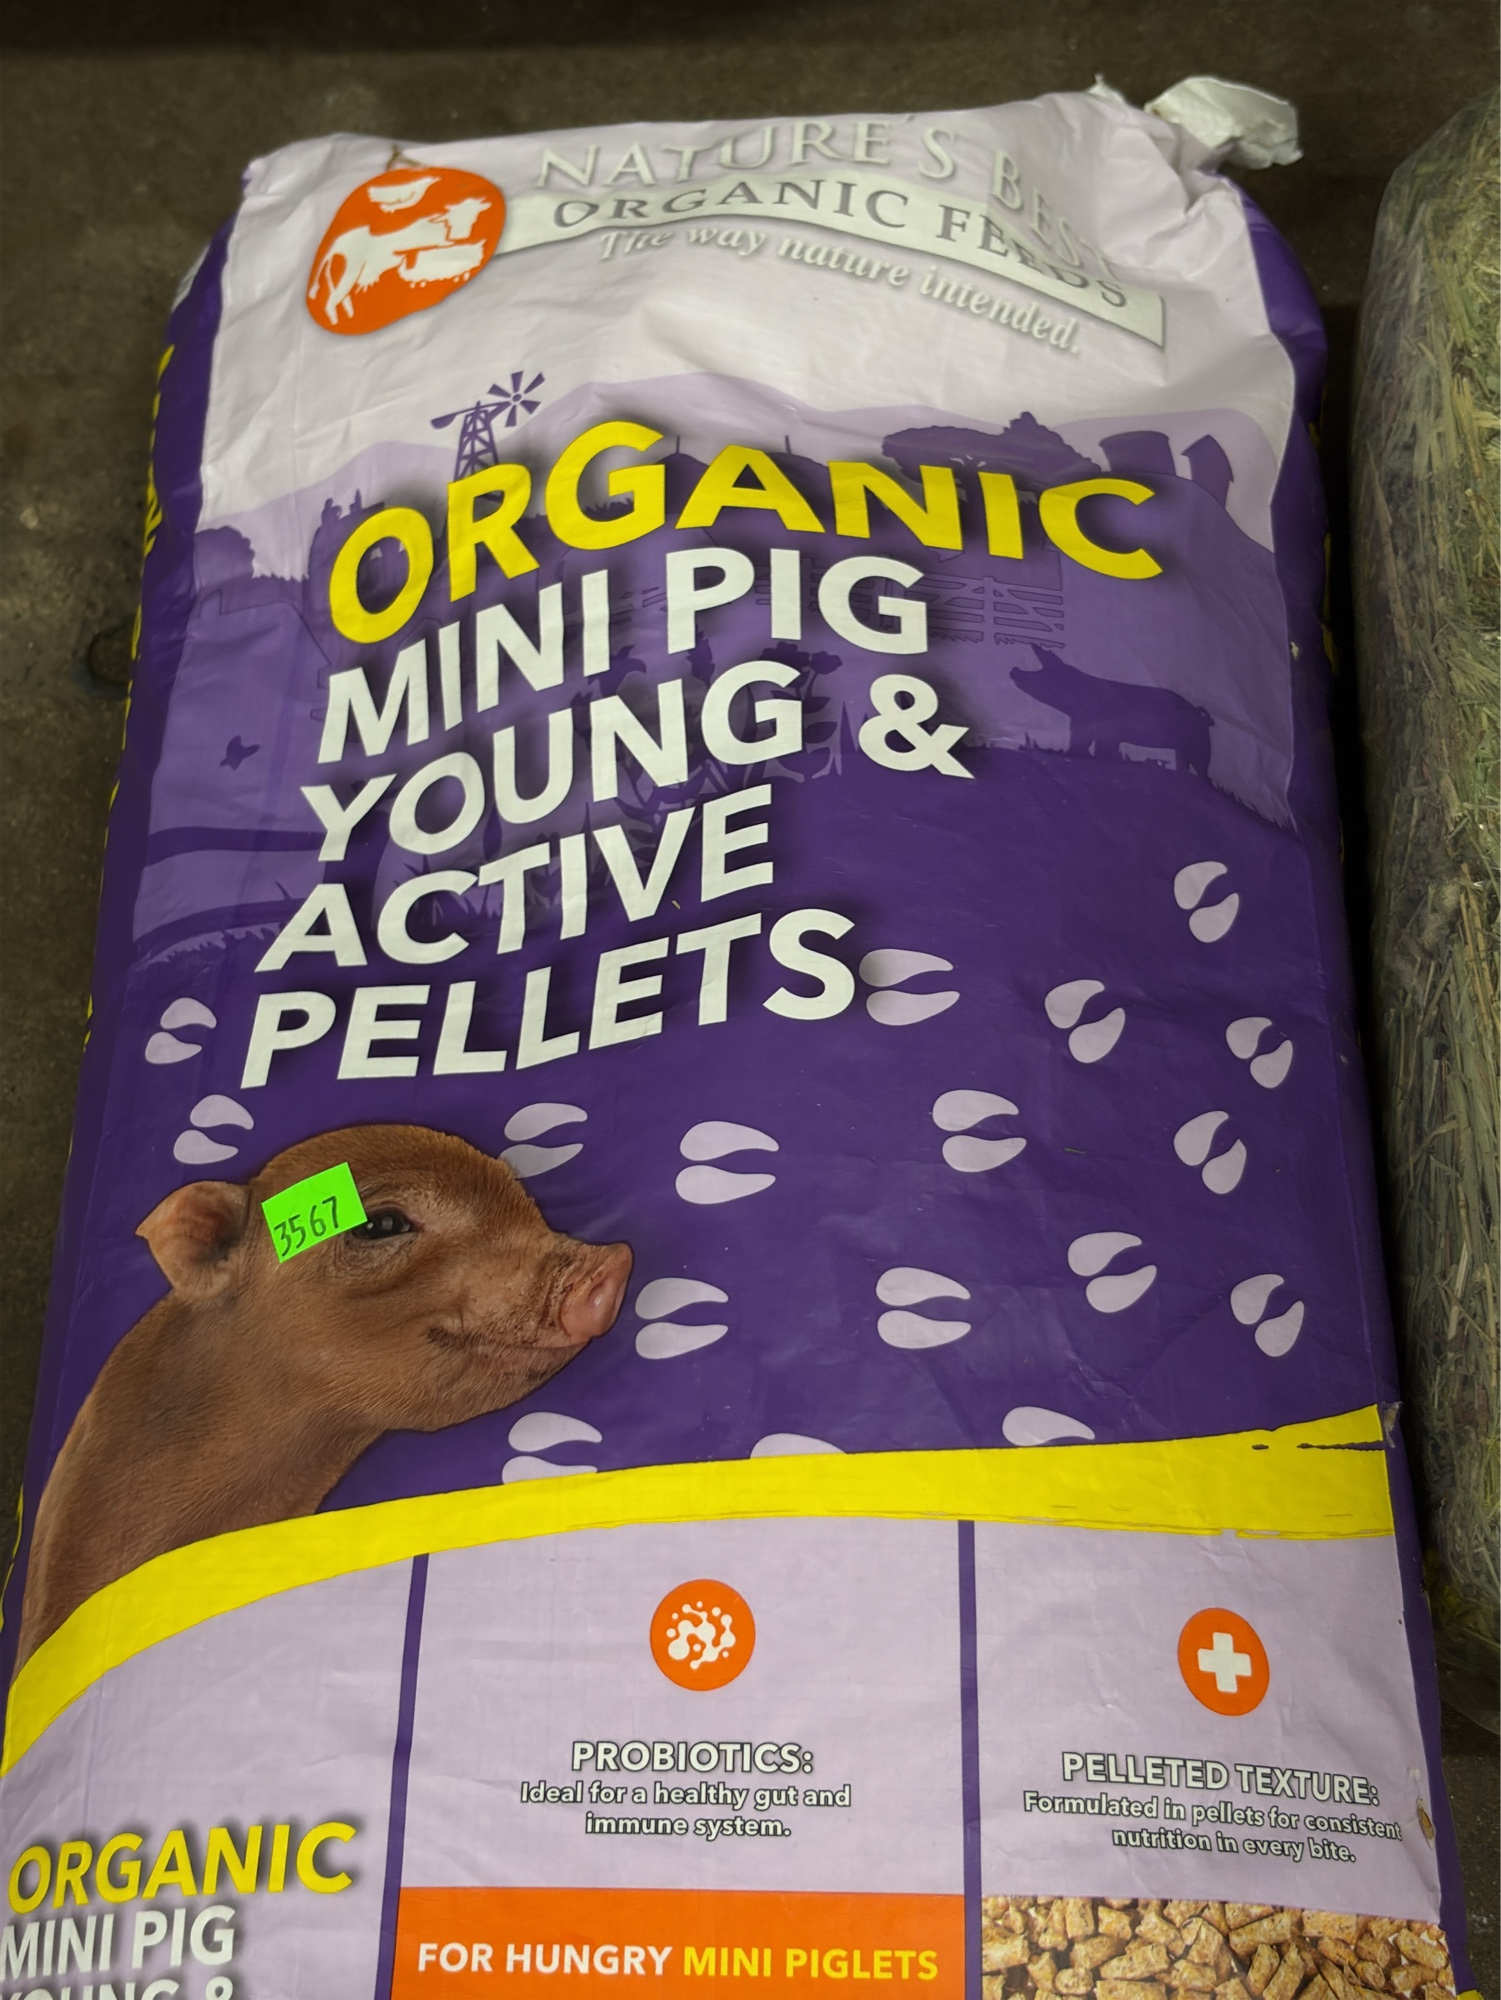 NATURE'S BEST
ORGANIC FEEDS
The way nature intended.
ORGANIC
MINI PIG
YOUNG &
ACTIVE
PELLETS
3567
PROBIOTICS:
Ideal for a healthy gut and
immune system.
PELLETED TEXTURE:
Formulated in pellets for consistent
nutrition in every bite.
ORGANIC
MINI PIG
YOUNG &
FOR HUNGRY MINI PIGLETS